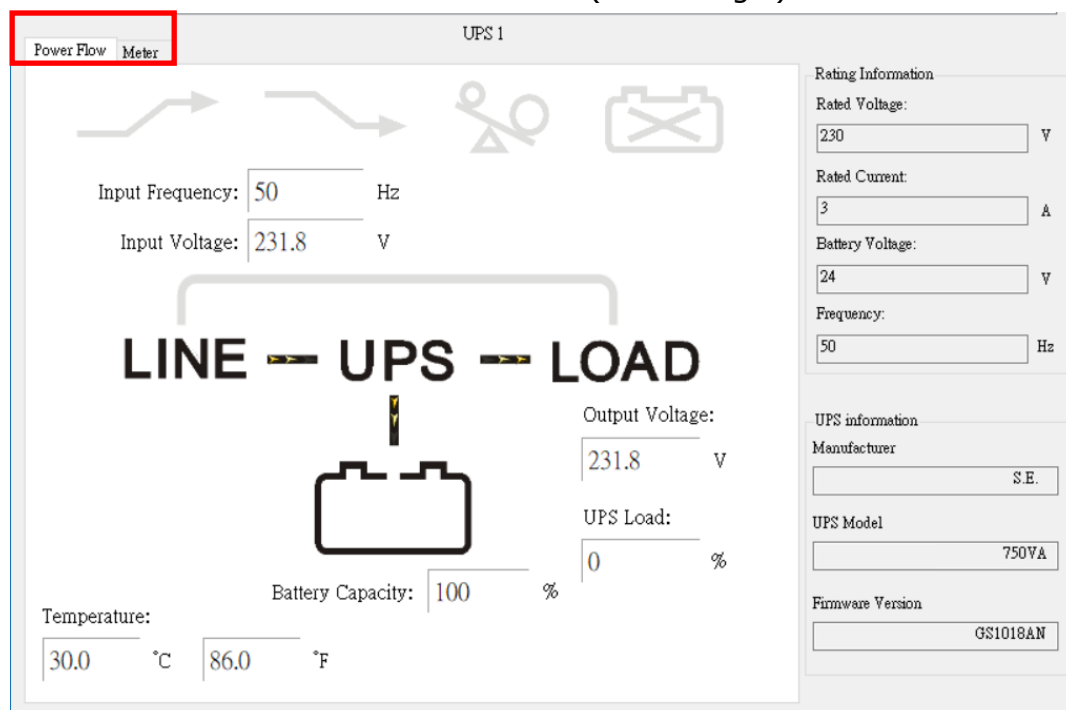 UPS 1
Power Flow Meter
Input Frequency: 50 Hz
Input Voltage: 231.8 V
LINE UPS LOAD
Output Voltage:
231.8 V
UPS Load:
0 %
Battery Capacity: 100 %
Temperature:
30.0 °C 86.0 °F
Rating Information
Rated Voltage:
230 V
Rated Current:
3 A
Battery Voltage:
24 V
Frequency:
50 Hz
UPS information
Manufacturer
S.E.
UPS Model
750VA
Firmware Version
GS1018AN